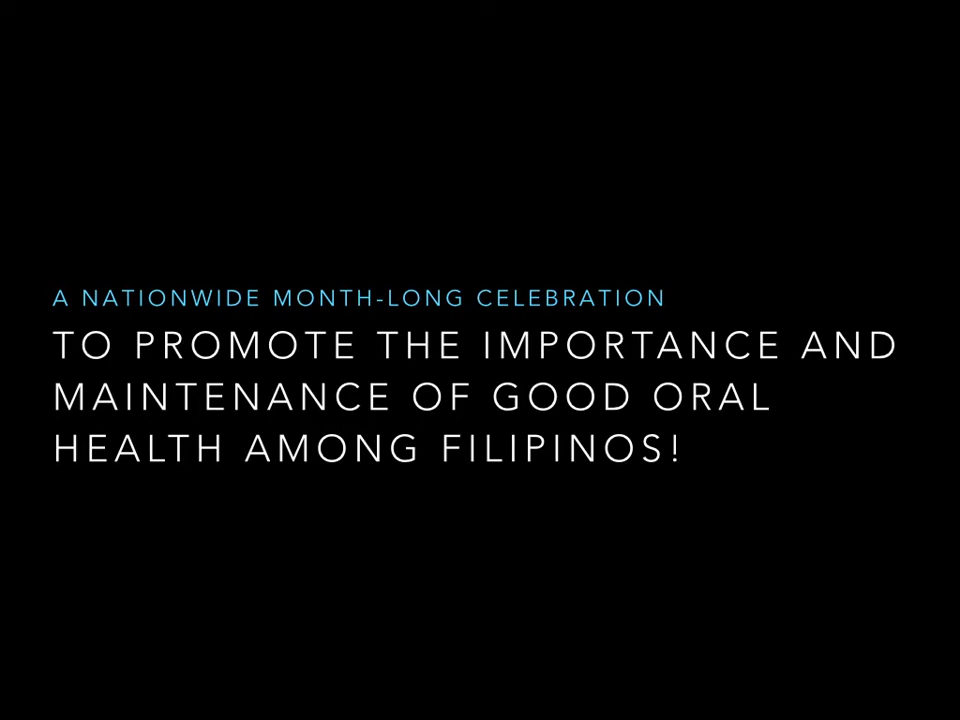 A NATIONWIDE MONTH-LONG CELEBRATION
TO PROMOTE THE IMPORTANCE AND
MAINTENANCE OF GOOD ORAL
HEALTH AMONG FILIPINOS!